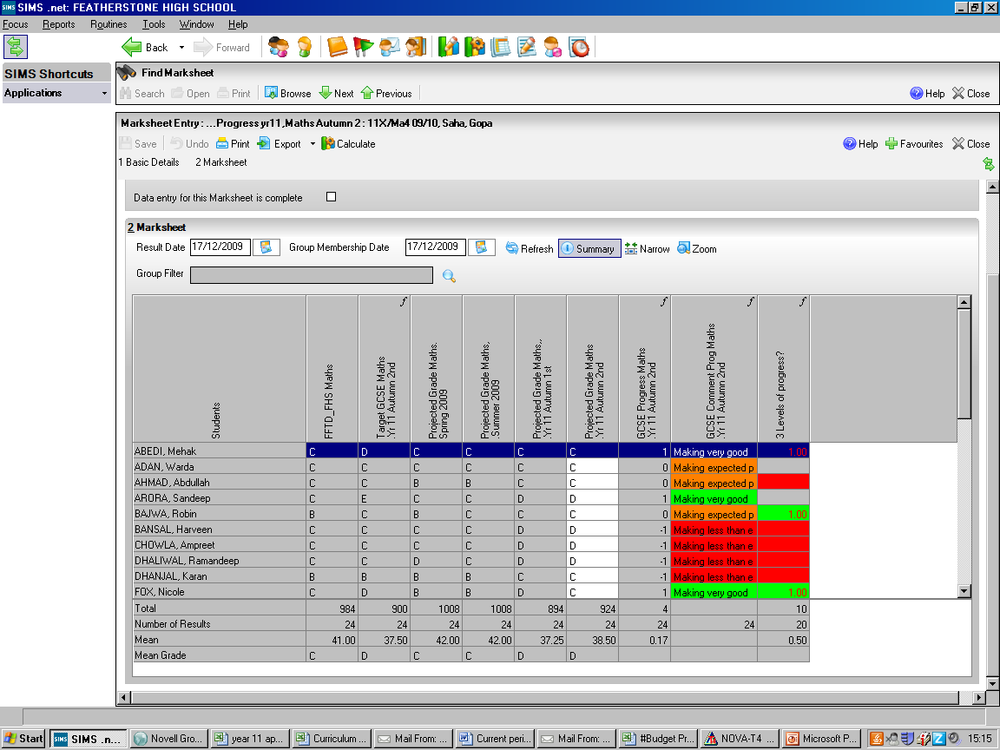 SIMS .net: FEATHERSTONE HIGH SCHOOL
Focus Reports Routines Tools Window Help
Back Forward
SIMS Shortcuts
Applications
Find Marksheet
Search Open Print Browse Next Previous Help Close
Marksheet Entry : ...Progress yr11 ,Maths Autumn 2 : 11X/Ma4 09/10, Saha, Gopa
Save Undo Print Export Calculate Help Favourites Close
1 Basic Details 2 Marksheet
Data entry for this Marksheet is complete
2 Marksheet
Result Date 17/12/2009 Group Membership Date 17/12/2009 Refresh Summary Narrow Zoom
Group Filter
Students
FFTD_FHS Maths
Target GCSE Maths
.Yr 11 Autumn 2nd
Projected Grade Maths.
Spring 2009
Projected Grade Maths,
.Summer 2009
Projected Grade Maths.,
.Yr 11 Autumn 1st
Projected Grade Maths
.Yr 11 Autumn 2nd
GCSE Progress Maths
.Yr 11 Autumn 2nd
GCSE Comment Prog Maths
.Yr 11 Autumn 2nd
3 Levels of progress?
ABEDI, Mehak C D C C C C 1 Making very good 1.00
ADAN, Warda C C C C C C 0 Making expected p
AHMAD, Abdullah C C B B C C 0 Making expected p
ARORA, Sandeep C E C C D D 1 Making very good
BAJWA, Robin B C B C C C 0 Making expected p 1.00
BANSAL, Harveen C C C C D D -1 Making less than e
CHOWLA, Ampreet C C C C D D -1 Making less than e
DHALIWAL, Ramandeep C C D C D D -1 Making less than e
DHANJAL, Karan B B B B C C -1 Making less than e
FOX, Nicole C D B B D C 1 Making very good 1.00
Total 984 900 1008 1008 894 924 4 10
Number of Results 24 24 24 24 24 24 24 24 20
Mean 41.00 37.50 42.00 42.00 37.25 38.50 0.17 0.50
Mean Grade C D C C D D
Start SIMS .n... Novell Gro... year 11 ap... Curriculum ... Mail From: ... Current peri... Mail From: ... #Budget Pr... NOVA-T4 ... Microsoft P... 15:15